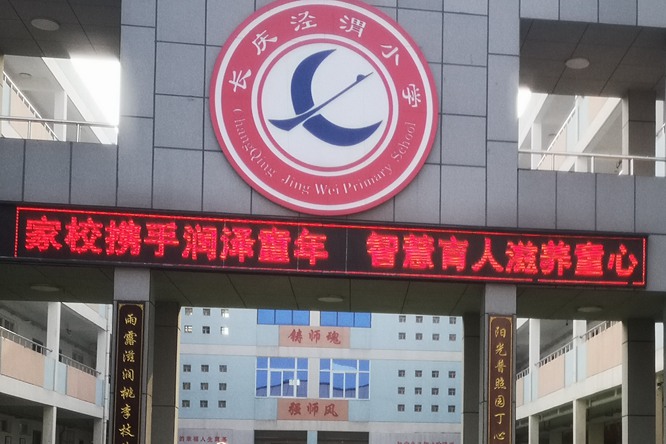 长庆泾渭小学
ChangQing Jing Wei Primary School
家校携手润泽童年 智慧育人滋养童心
雨露滋润桃李枝
阳光普照园丁心
铸师魂
强师风